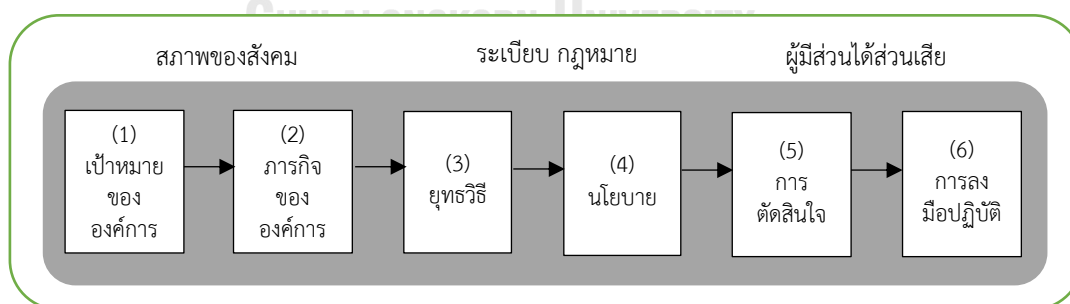 CHULALONGKORN UNIVERSITY
สภาพของสังคม
ระเบียบ กฎหมาย
ผู้มีส่วนได้ส่วนเสีย
(1)
เป้าหมาย
ของ
องค์การ
(2)
ภารกิจ
ของ
องค์การ
(3)
ยุทธวิธี
(4)
นโยบาย
(5)
การ
ตัดสินใจ
(6)
การลง
มือปฏิบัติ